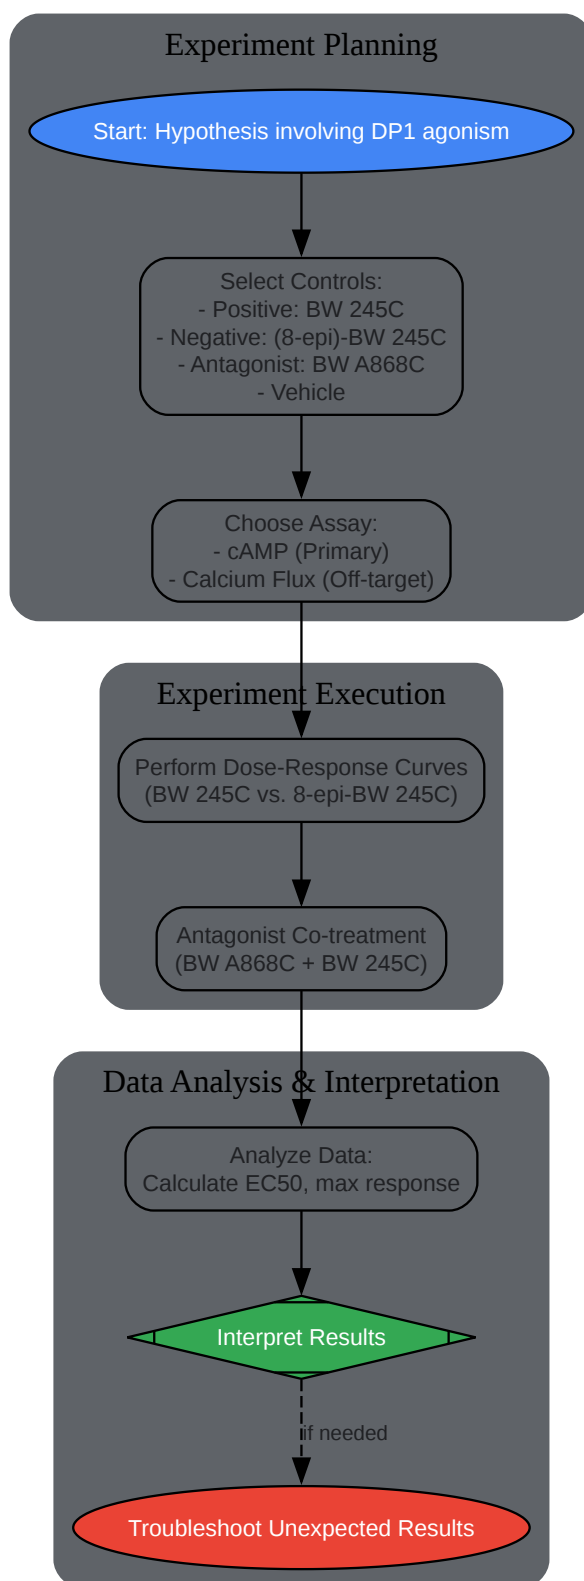 Experiment Planning
Start: Hypothesis involving DP1 agonism
Select Controls:
- Positive: BW 245C
- Negative: (8-epi)-BW 245C
- Antagonist: BW A868C
- Vehicle
Choose Assay:
- cAMP (Primary)
- Calcium Flux (Off-target)
Experiment Execution
Perform Dose-Response Curves
(BW 245C vs. 8-epi-BW 245C)
Antagonist Co-treatment
(BW A868C + BW 245C)
Data Analysis & Interpretation
Analyze Data:
Calculate EC50, max response
Interpret Results
if needed
Troubleshoot Unexpected Results